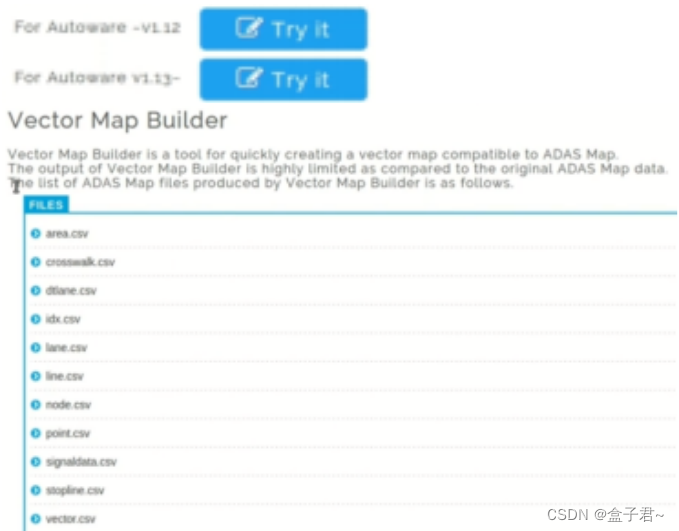 For Autoware ~v1.12
Try it
For Autoware v1.13~
Try it
Vector Map Builder
Vector Map Builder is a tool for quickly creating a vector map compatible to ADAS Map.
The output of Vector Map Builder is highly limited as compared to the original ADAS Map data.
The list of ADAS Map files produced by Vector Map Builder is as follows.
FILES
area.csv
crosswalk.csv
dtlane.csv
idx.csv
lane.csv
line.csv
node.csv
point.csv
signaldata.csv
stopline.csv
vector.csv
CSDN @盒子君~